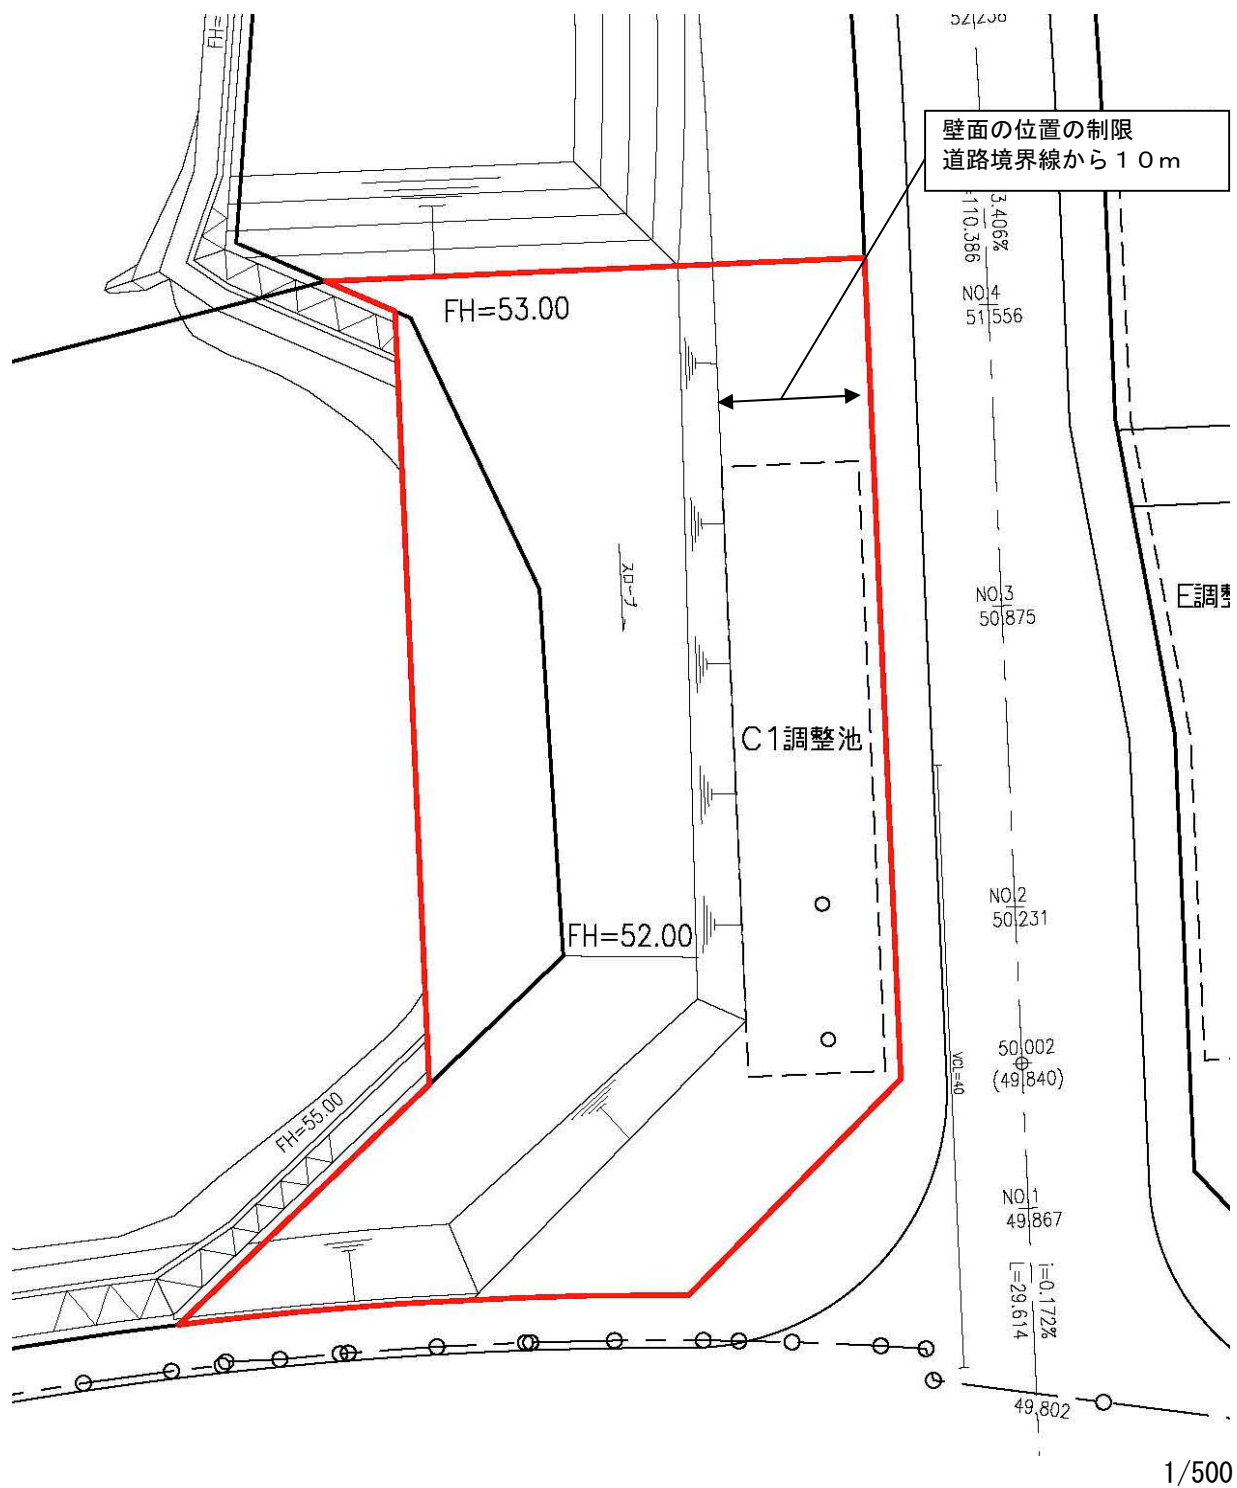 FH=
52.238
壁面の位置の制限
道路境界線から１０ｍ
3.406%
=110.386
NO.4
51.556
FH=53.00
スロープ
NO.3
50.875
E調整
C1調整池
NO.2
50.231
FH=52.00
50.002
(49.840)
VCL=40
FH=55.00
NO.1
49.867
i=0.172%
L=29.614
49.802
1/500